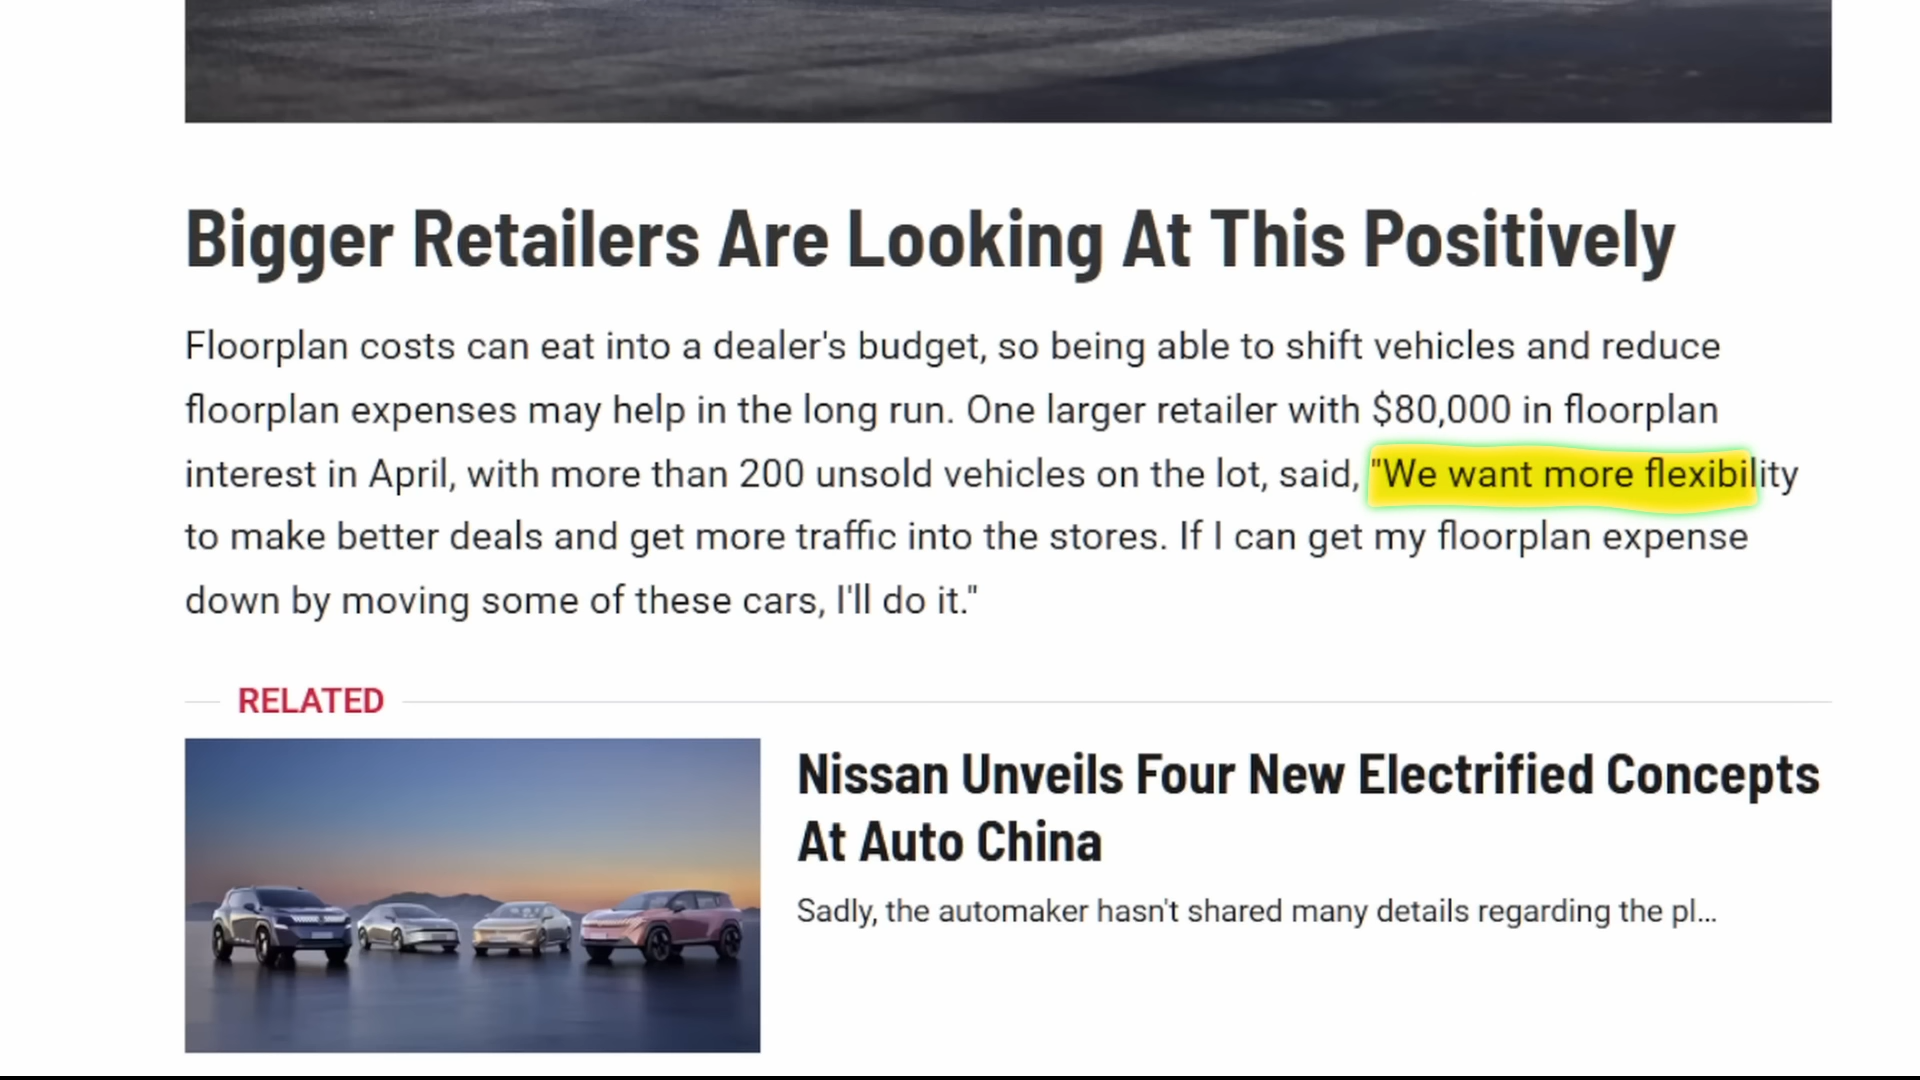 Bigger Retailers Are Looking At This Positively
Floorplan costs can eat into a dealer's budget, so being able to shift vehicles and reduce
floorplan expenses may help in the long run. One larger retailer with $80,000 in floorplan
interest in April, with more than 200 unsold vehicles on the lot, said, "We want more flexibility
to make better deals and get more traffic into the stores. If I can get my floorplan expense
down by moving some of these cars, I'll do it."
RELATED
Nissan Unveils Four New Electrified Concepts
At Auto China
Sadly, the automaker hasn't shared many details regarding the pl...